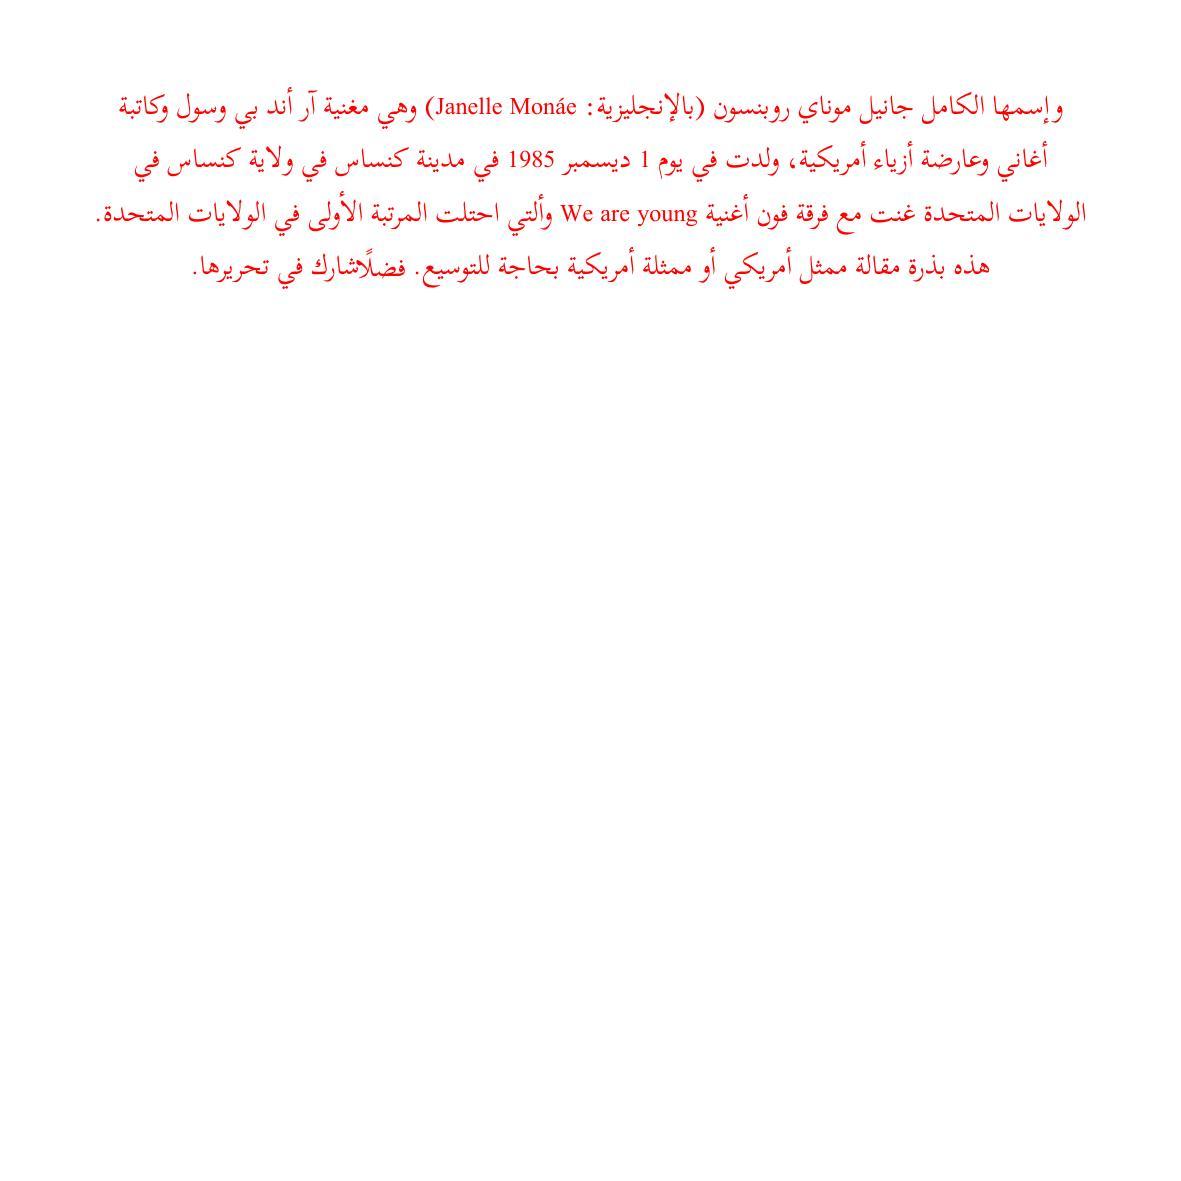 وإسمها الكامل جانيل موناي روبنسون (بالإنجليزية: Janelle Monáe) وهي مغنية آر أند بي وسول وكاتبة
أغاني وعارضة أزياء أمريكية، ولدت في يوم 1 ديسمبر 1985 في مدينة كنساس في ولاية كنساس في
الولايات المتحدة غنت مع فرقة فون أغنية We are young وألتي احتلت المرتبة الأولى في الولايات المتحدة.
هذه بذرة مقالة ممثل أمريكي أو ممثلة أمريكية بحاجة للتوسيع. فضلًاشارك في تحريرها.